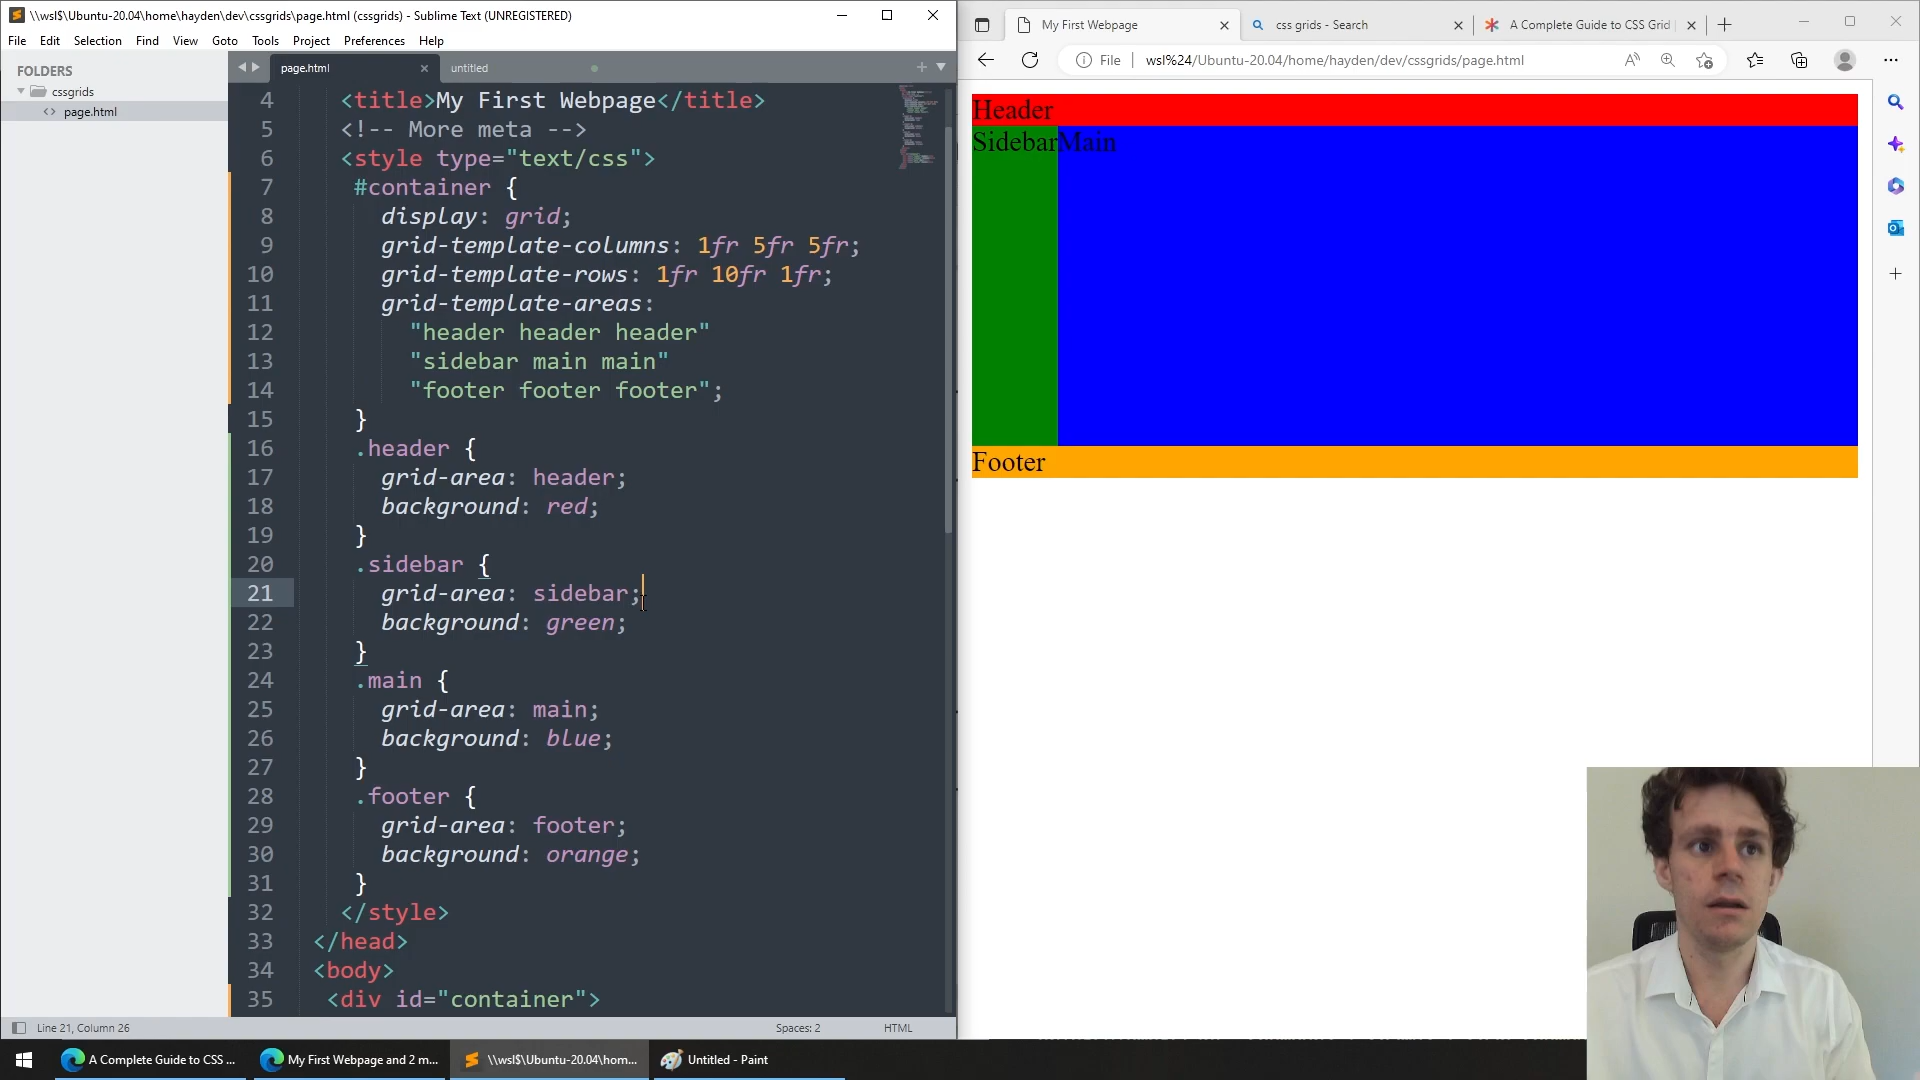 \\wsl$\Ubuntu-20.04\home\hayden\dev\cssgrids\page.html (cssgrids) - Sublime Text (UNREGISTERED)
File Edit Selection Find View Goto Tools Project Preferences Help
FOLDERS
cssgrids
<> page.html
page.html
untitled
4 <title>My First Webpage</title>
5 <!-- More meta -->
6 <style type="text/css">
7 #container {
8 display: grid;
9 grid-template-columns: 1fr 5fr 5fr;
10 grid-template-rows: 1fr 10fr 1fr;
11 grid-template-areas:
12 "header header header"
13 "sidebar main main"
14 "footer footer footer";
15 }
16 .header {
17 grid-area: header;
18 background: red;
19 }
20 .sidebar {
21 grid-area: sidebar;
22 background: green;
23 }
24 .main {
25 grid-area: main;
26 background: blue;
27 }
28 .footer {
29 grid-area: footer;
30 background: orange;
31 }
32 </style>
33 </head>
34 <body>
35 <div id="container">
Line 21, Column 26
Spaces: 2
HTML
My First Webpage
css grids - Search
A Complete Guide to CSS Grid
File wsl%24/Ubuntu-20.04/home/hayden/dev/cssgrids/page.html
Header
SidebarMain
Footer
A Complete Guide to CSS ...
My First Webpage and 2 m...
\\wsl$\Ubuntu-20.04\hom...
Untitled - Paint